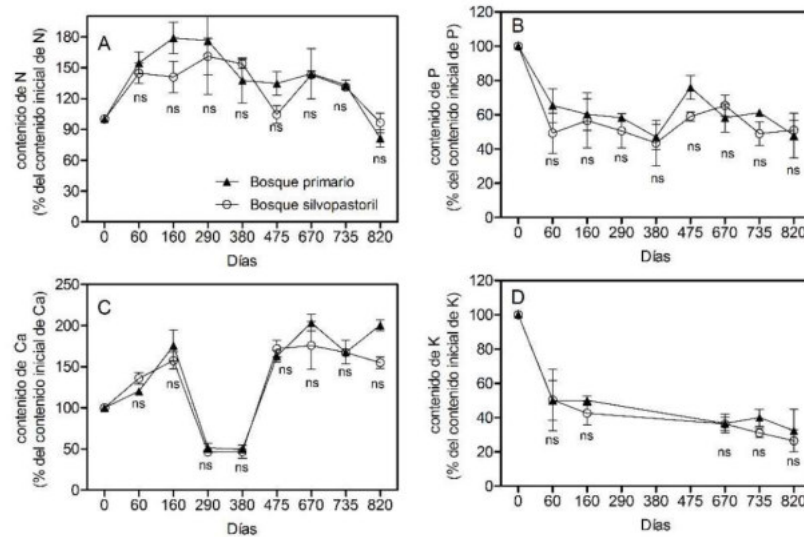 A
contenido de N
(% del contenido inicial de N)
180
150
120
90
60
30
0
ns ns ns ns ns ns ns ns
Bosque primario
Bosque silvopastoril
0 60 160 290 380 475 670 735 820
Días
B
contenido de P
(% del contenido inicial de P)
120
100
80
60
40
20
0
ns ns ns ns ns ns ns ns
0 60 160 290 380 475 670 735 820
Días
C
contenido de Ca
(% del contenido inicial de Ca)
250
200
150
100
50
0
ns ns ns ns ns ns ns ns
0 60 160 290 380 475 670 735 820
Días
D
contenido de K
(% del contenido inicial de K)
120
100
80
60
40
20
0
ns ns ns ns ns
0 60 160 290 380 475 670 735 820
Días